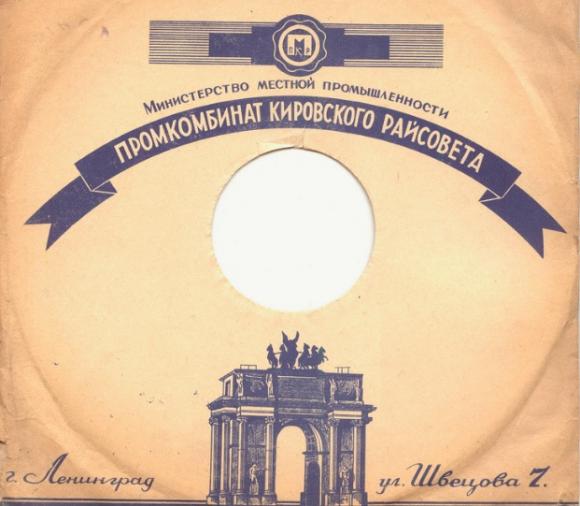 Министерство местной промышленности
ПРОМКОМБИНАТ КИРОВСКОГО РАЙСОВЕТА
г. Ленинград
ул. Швецова 7.